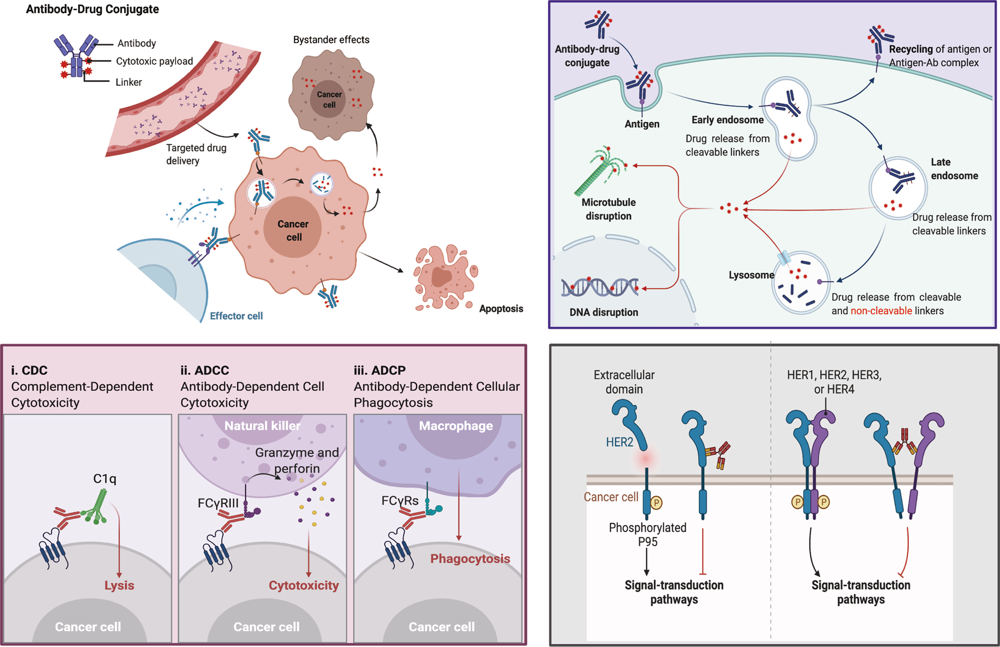 Antibody-Drug Conjugate
Antibody
Cytotoxic payload
Linker
Bystander effects
Cancer
cell
Targeted drug
delivery
Cancer
cell
Effector cell
Apoptosis
Antibody-drug
conjugate
Antigen
Recycling of antigen or
Antigen-Ab complex
Early endosome
Drug release from
cleavable linkers
Late
endosome
Drug release from
cleavable linkers
Microtubule
disruption
Lysosome
Drug release from cleavable
and non-cleavable linkers
DNA disruption
i. CDC
Complement-Dependent
Cytotoxicity
C1q
Lysis
Cancer cell
ii. ADCC
Antibody-Dependent Cell
Cytotoxicity
Natural killer
Granzyme and
perforin
FCγRIII
Cytotoxicity
Cancer cell
iii. ADCP
Antibody-Dependent Cellular
Phagocytosis
Macrophage
FCγRs
Phagocytosis
Cancer cell
Extracellular
domain
HER2
Cancer cell
P
Phosphorylated
P95
Signal-transduction
pathways
HER1, HER2, HER3,
or HER4
P
P
Signal-transduction
pathways